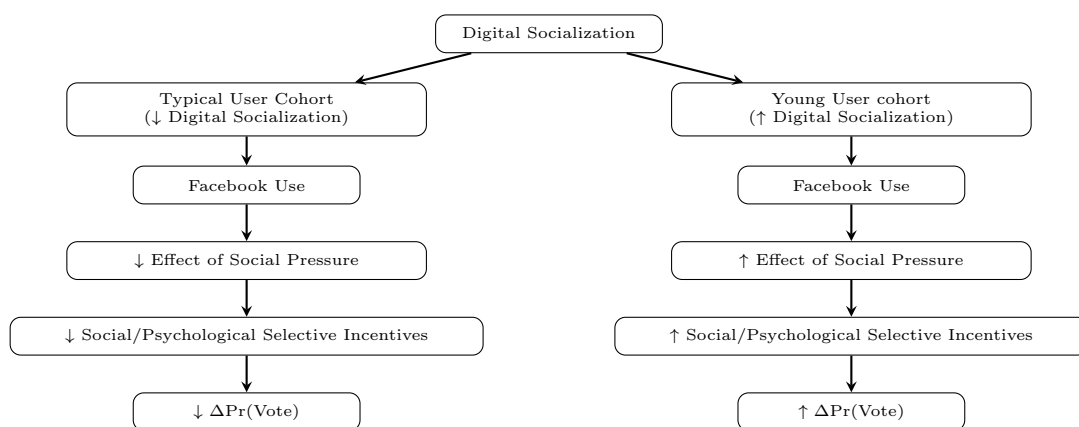 Digital Socialization
Typical User Cohort
(↓ Digital Socialization)
Facebook Use
↓ Effect of Social Pressure
↓ Social/Psychological Selective Incentives
↓ ΔPr(Vote)
Young User cohort
(↑ Digital Socialization)
Facebook Use
↑ Effect of Social Pressure
↑ Social/Psychological Selective Incentives
↑ ΔPr(Vote)